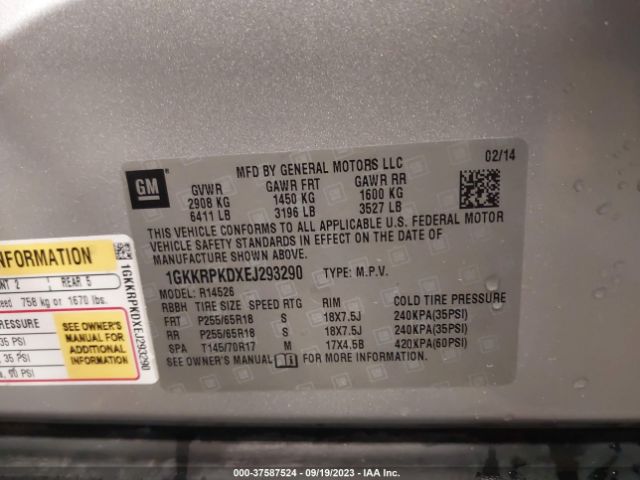 GM
MFD BY GENERAL MOTORS LLC 02/14
GVWR GAWR FRT GAWR RR
2908 KG 1450 KG 1600 KG
6411 LB 3196 LB 3527 LB
THIS VEHICLE CONFORMS TO ALL APPLICABLE U.S. FEDERAL MOTOR
VEHICLE SAFETY STANDARDS IN EFFECT ON THE DATE OF
MANUFACTURE SHOWN ABOVE.
1GKKRPKDXEJ293290 TYPE: M.P.V.
MODEL: R14526
RBBH TIRE SIZE SPEED RTG RIM COLD TIRE PRESSURE
FRT P255/65R18 S 18X7.5J 240KPA(35PSI)
RR P255/65R18 S 18X7.5J 240KPA(35PSI)
SPA T145/70R17 M 17X4.5B 420KPA(60PSI)
SEE OWNER'S MANUAL FOR MORE INFORMATION.
INFORMATION
2 REAR 5
758 kg or 1670 lbs.
PRESSURE
35 PSI
35 PSI
60 PSI
SEE OWNER'S
MANUAL FOR
ADDITIONAL
INFORMATION
1GKKRPKDXEJ293290
000-37587524 - 09/19/2023 - IAA Inc.